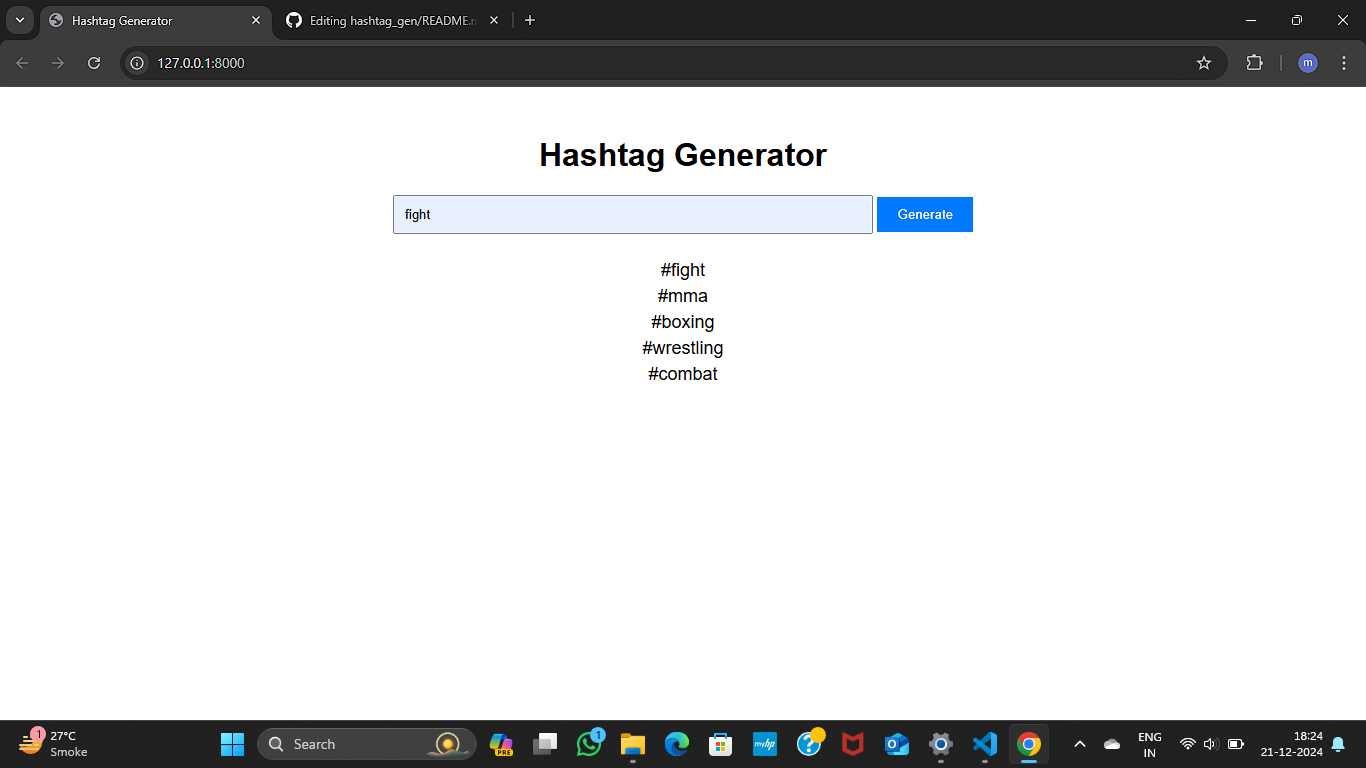 Hashtag Generator
Editing hashtag_gen/README.n
127.0.0.1:8000
m
Hashtag Generator
fight
Generate
#fight
#mma
#boxing
#wrestling
#combat
1
27°C
Smoke
Search
PRE
1
myhp
ENG
IN
18:24
21-12-2024